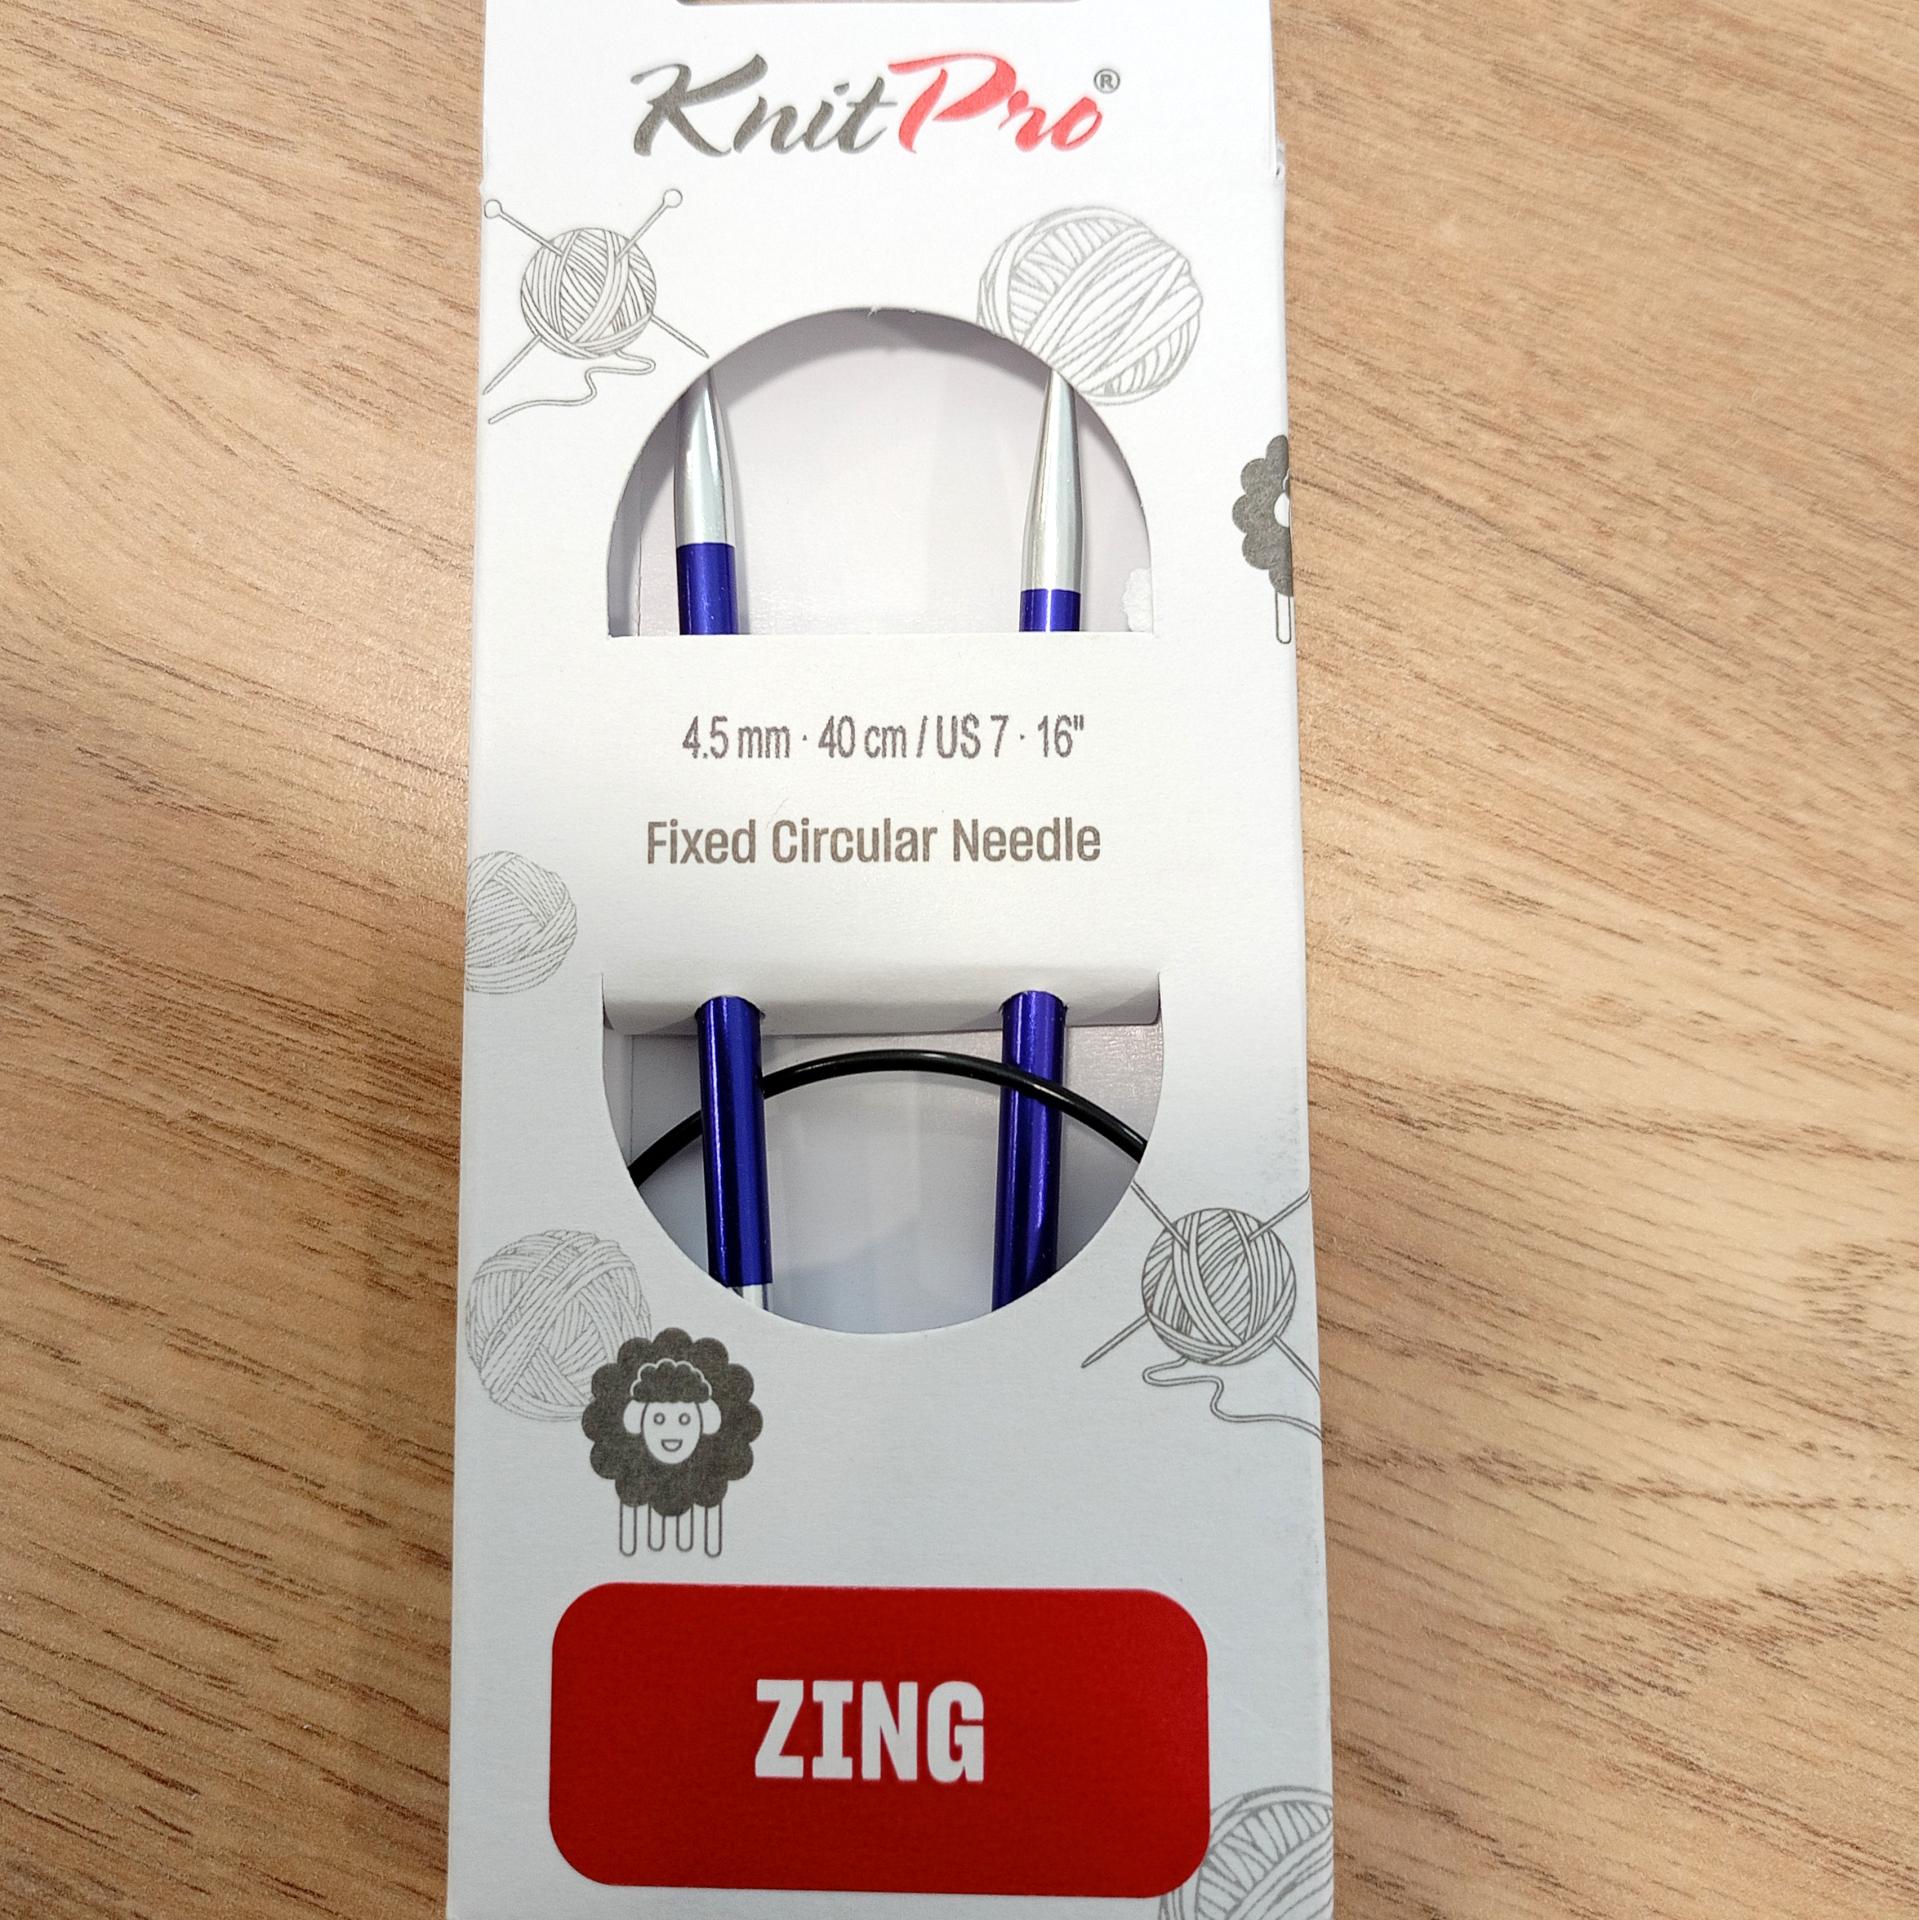 KnitPro®
4.5 mm · 40 cm / US 7 · 16"
Fixed Circular Needle
ZING